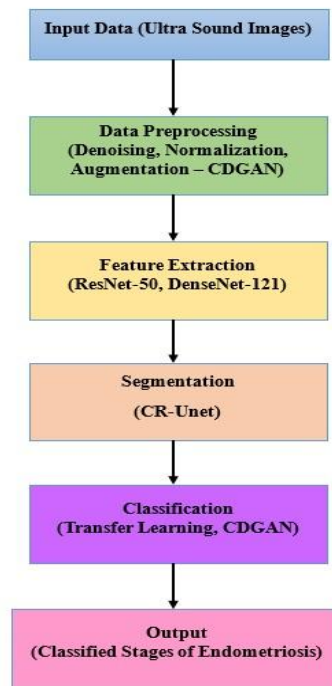 Input Data (Ultra Sound Images)
Data Preprocessing
(Denoising, Normalization,
Augmentation – CDGAN)
Feature Extraction
(ResNet-50, DenseNet-121)
Segmentation
(CR-Unet)
Classification
(Transfer Learning, CDGAN)
Output
(Classified Stages of Endometriosis)